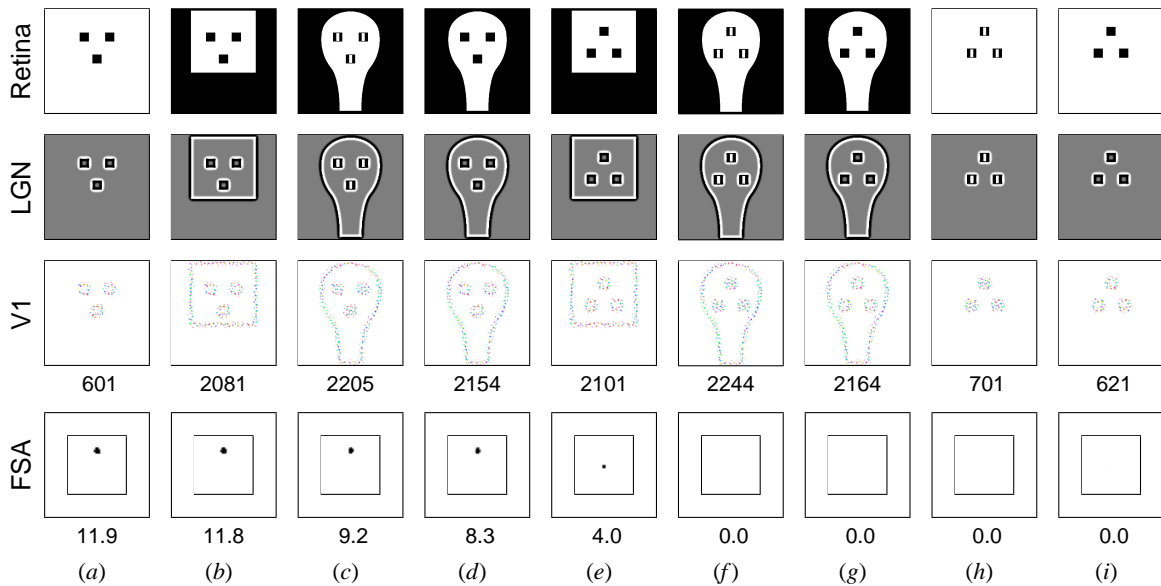 Retina
LGN
V1
601 2081 2205 2154 2101 2244 2164 701 621
FSA
11.9 11.8 9.2 8.3 4.0 0.0 0.0 0.0 0.0
(a) (b) (c) (d) (e) (f) (g) (h) (i)